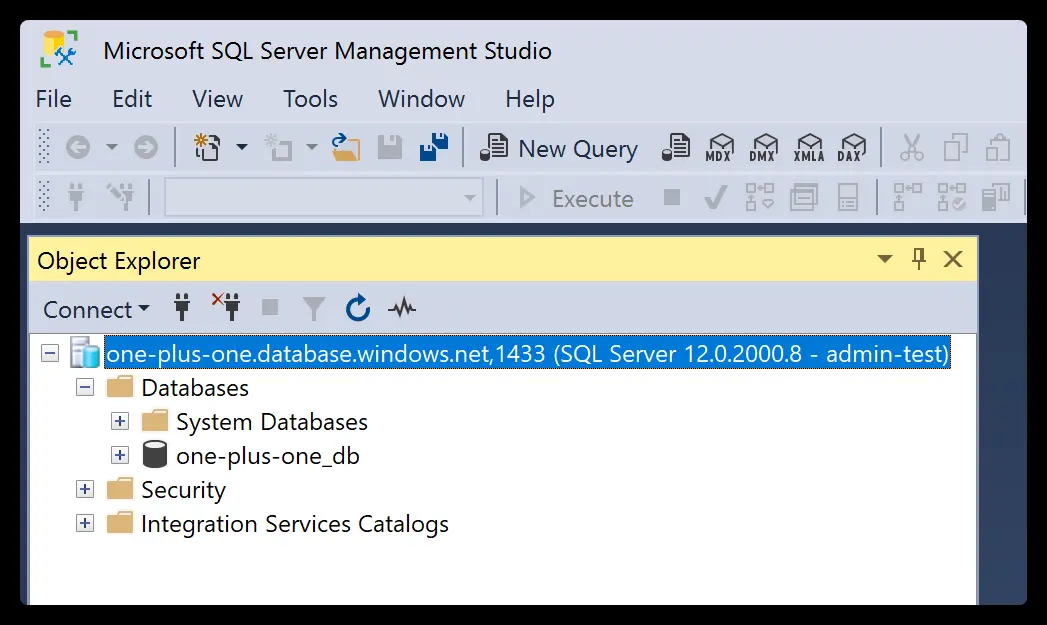 Microsoft SQL Server Management Studio
File Edit View Tools Window Help
New Query MDX DMX XMLA DAX
Execute
Object Explorer
Connect
one-plus-one.database.windows.net,1433 (SQL Server 12.0.2000.8 - admin-test)
Databases
System Databases
one-plus-one_db
Security
Integration Services Catalogs